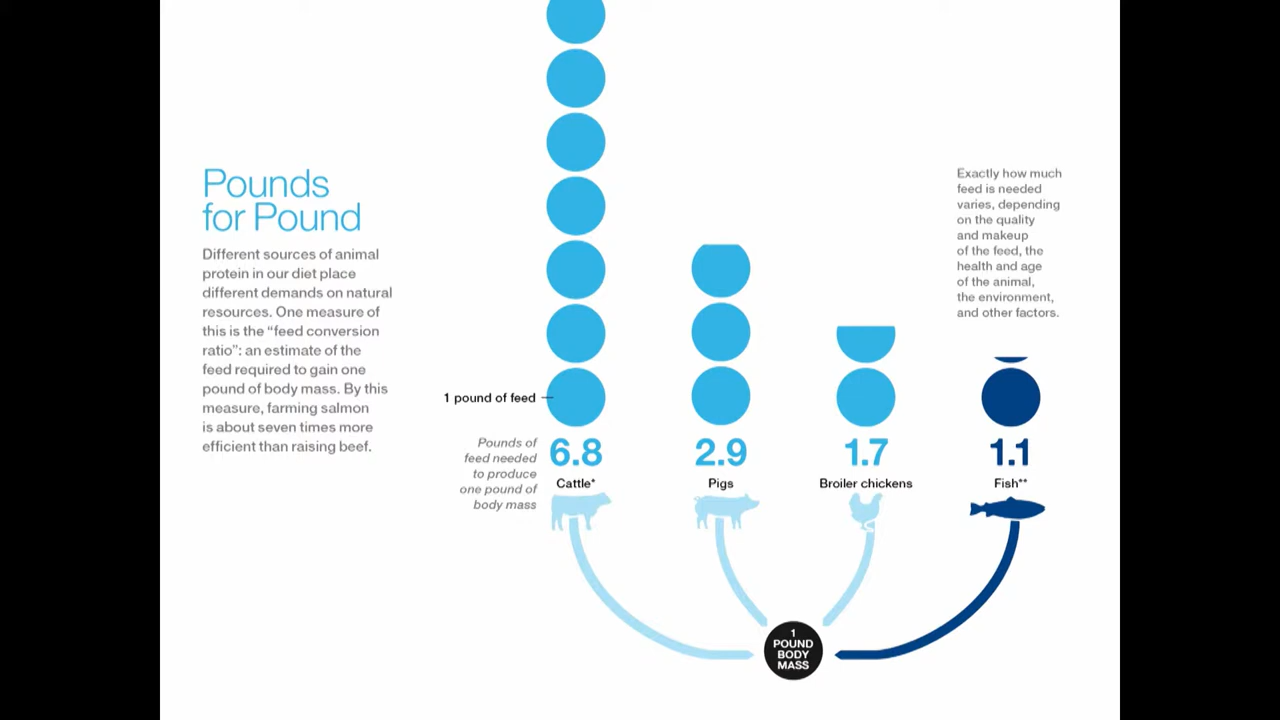 Pounds
for Pound
Different sources of animal
protein in our diet place
different demands on natural
resources. One measure of
this is the “feed conversion
ratio”: an estimate of the
feed required to gain one
pound of body mass. By this
measure, farming salmon
is about seven times more
efficient than raising beef.
Exactly how much
feed is needed
varies, depending
on the quality
and makeup
of the feed, the
health and age
of the animal,
the environment,
and other factors.
1 pound of feed
Pounds of
feed needed
to produce
one pound of
body mass
6.8
Cattle*
2.9
Pigs
1.7
Broiler chickens
1.1
Fish**
1
POUND
BODY
MASS